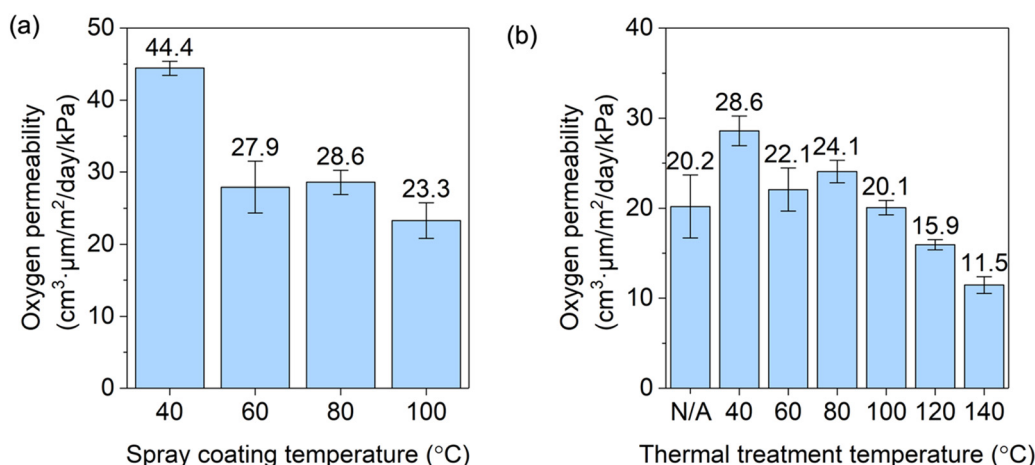 (a)
Oxygen permeability
(cm³·μm/m²/day/kPa)
50
40
30
20
10
0
44.4
27.9
28.6
23.3
40 60 80 100
Spray coating temperature (°C)
(b)
Oxygen permeability
(cm³·μm/m²/day/kPa)
40
30
20
10
0
20.2
28.6
22.1
24.1
20.1
15.9
11.5
N/A 40 60 80 100 120 140
Thermal treatment temperature (°C)